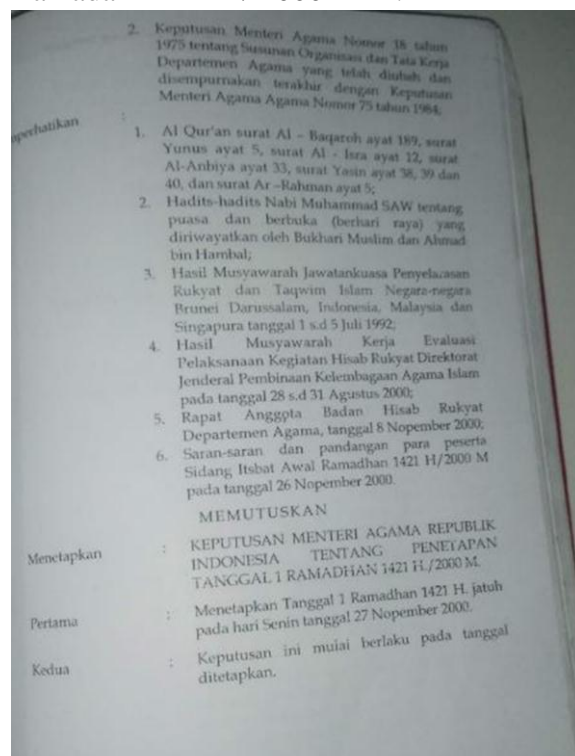 2. Keputusan Menteri Agama Nomor 18 tahun
1975 tentang Susunan Organisasi dan Tata Kerja
Departemen Agama yang telah diubah dan
disempurnakan terakhir dengan Keputusan
Menteri Agama Agama Nomor 75 tahun 1984,
perhatikan :
1. Al Qur'an surat Al – Baqaroh ayat 189, surat
Yunus ayat 5, surat Al - Isra ayat 12, surat
Al-Anbiya ayat 33, surat Yasin ayat 38, 39 dan
40, dan surat Ar –Rahman ayat 5;
2. Hadits-hadits Nabi Muhammad SAW tentang
puasa dan berbuka (berhari raya) yang
diriwayatkan oleh Bukhari Muslim dan Ahmad
bin Hambal;
3. Hasil Musyawarah Jawatankuasa Penyelarasan
Rukyat dan Taqwim Islam Negara-negara
Brunei Darussalam, Indonesia, Malaysia dan
Singapura tanggal 1 s.d 5 Juli 1992;
4. Hasil Musyawarah Kerja Evaluasi
Pelaksanaan Kegiatan Hisab Rukyat Direktorat
Jenderal Pembinaan Kelembagaan Agama Islam
pada tanggal 28 s.d 31 Agustus 2000;
5. Rapat Anggota Badan Hisab Rukyat
Departemen Agama, tanggal 8 Nopember 2000;
6. Saran-saran dan pandangan para peserta
Sidang Itsbat Awal Ramadhan 1421 H/2000 M
pada tanggal 26 Nopember 2000.
MEMUTUSKAN
Menetapkan : KEPUTUSAN MENTERI AGAMA REPUBLIK
INDONESIA TENTANG PENETAPAN
TANGGAL 1 RAMADHAN 1421 H./2000 M.
Pertama : Menetapkan Tanggal 1 Ramadhan 1421 H. jatuh
pada hari Senin tanggal 27 Nopember 2000.
Kedua : Keputusan ini mulai berlaku pada tanggal
ditetapkan.